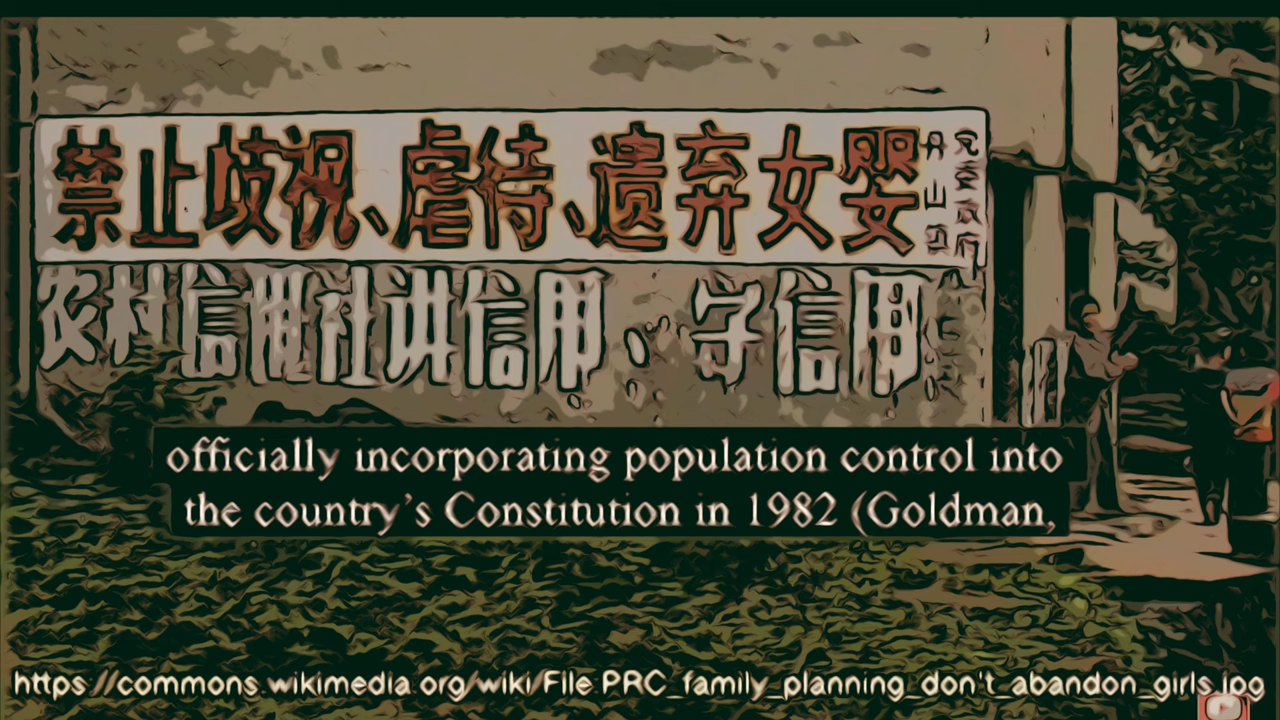 禁止歧视、虐待、遗弃女婴
农村信用社讲信用、守信用
officially incorporating population control into
the country’s Constitution in 1982 (Goldman,
https://commons.wikimedia.org/wiki/File PRC_family_planning_don't_abandon_girls.jpg